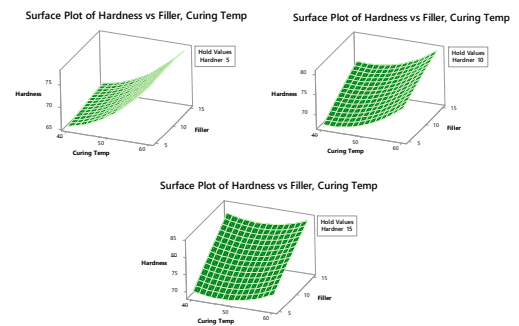 Surface Plot of Hardness vs Filler, Curing Temp
Hold Values
Hardner 5
75
Hardness
70
65
15
10
Filler
5
40
50
60
Curing Temp
Surface Plot of Hardness vs Filler, Curing Temp
Hold Values
Hardner 10
80
Hardness
75
70
15
10
Filler
5
40
50
60
Curing Temp
Surface Plot of Hardness vs Filler, Curing Temp
Hold Values
Hardner 15
85
Hardness
80
75
70
15
10
Filler
5
40
50
60
Curing Temp